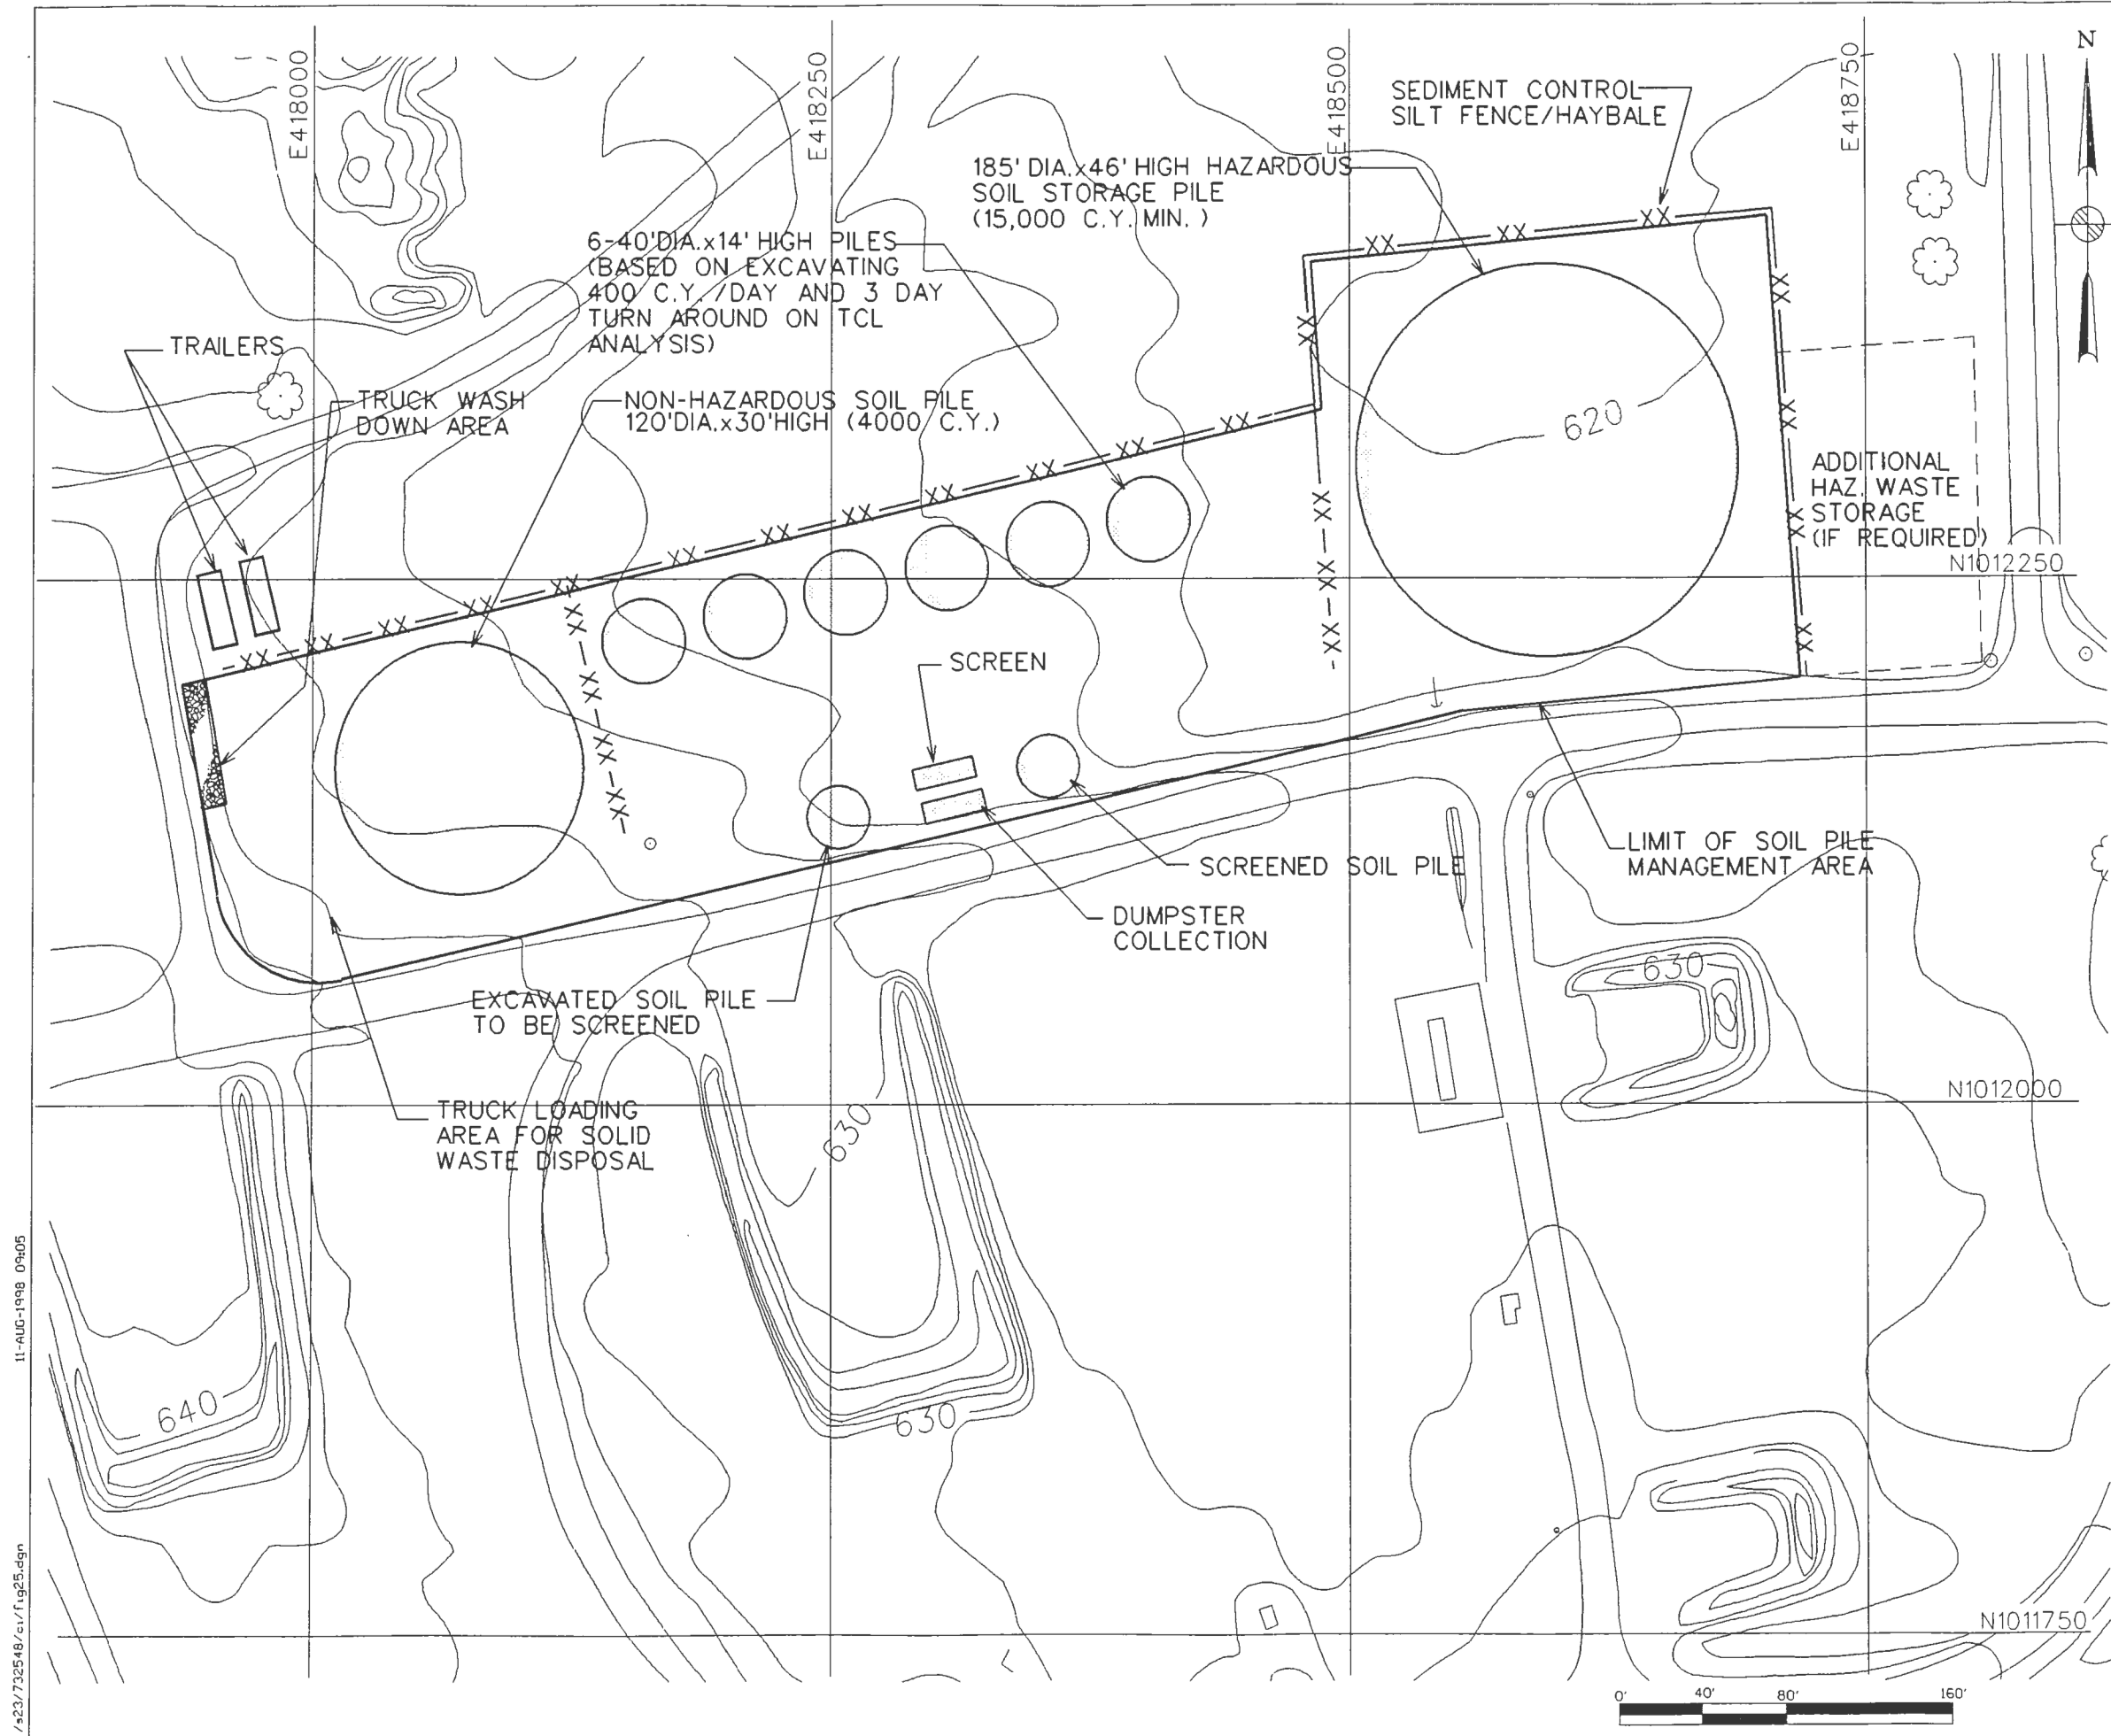 E418000
E418250
E418500
E418750
N
SEDIMENT CONTROL
SILT FENCE/HAYBALE
185' DIA.x46' HIGH HAZARDOUS
SOIL STORAGE PILE
(15,000 C.Y. MIN. )
6-40'DIA.x14' HIGH PILES
(BASED ON EXCAVATING
400 C.Y. /DAY AND 3 DAY
TURN AROUND ON TCL
ANALYSIS)
TRAILERS
TRUCK WASH
DOWN AREA
NON-HAZARDOUS SOIL PILE
120'DIA.x30'HIGH (4000 C.Y.)
620
ADDITIONAL
HAZ. WASTE
STORAGE
(IF REQUIRED)
N1012250
SCREEN
LIMIT OF SOIL PILE
MANAGEMENT AREA
SCREENED SOIL PILE
DUMPSTER
COLLECTION
630
EXCAVATED SOIL PILE
TO BE SCREENED
N1012000
TRUCK LOADING
AREA FOR SOLID
WASTE DISPOSAL
630
640
630
N1011750
0' 40' 80' 160'
11-AUG-1998 09:05
/s23/7732548/ci/fig25.dgn